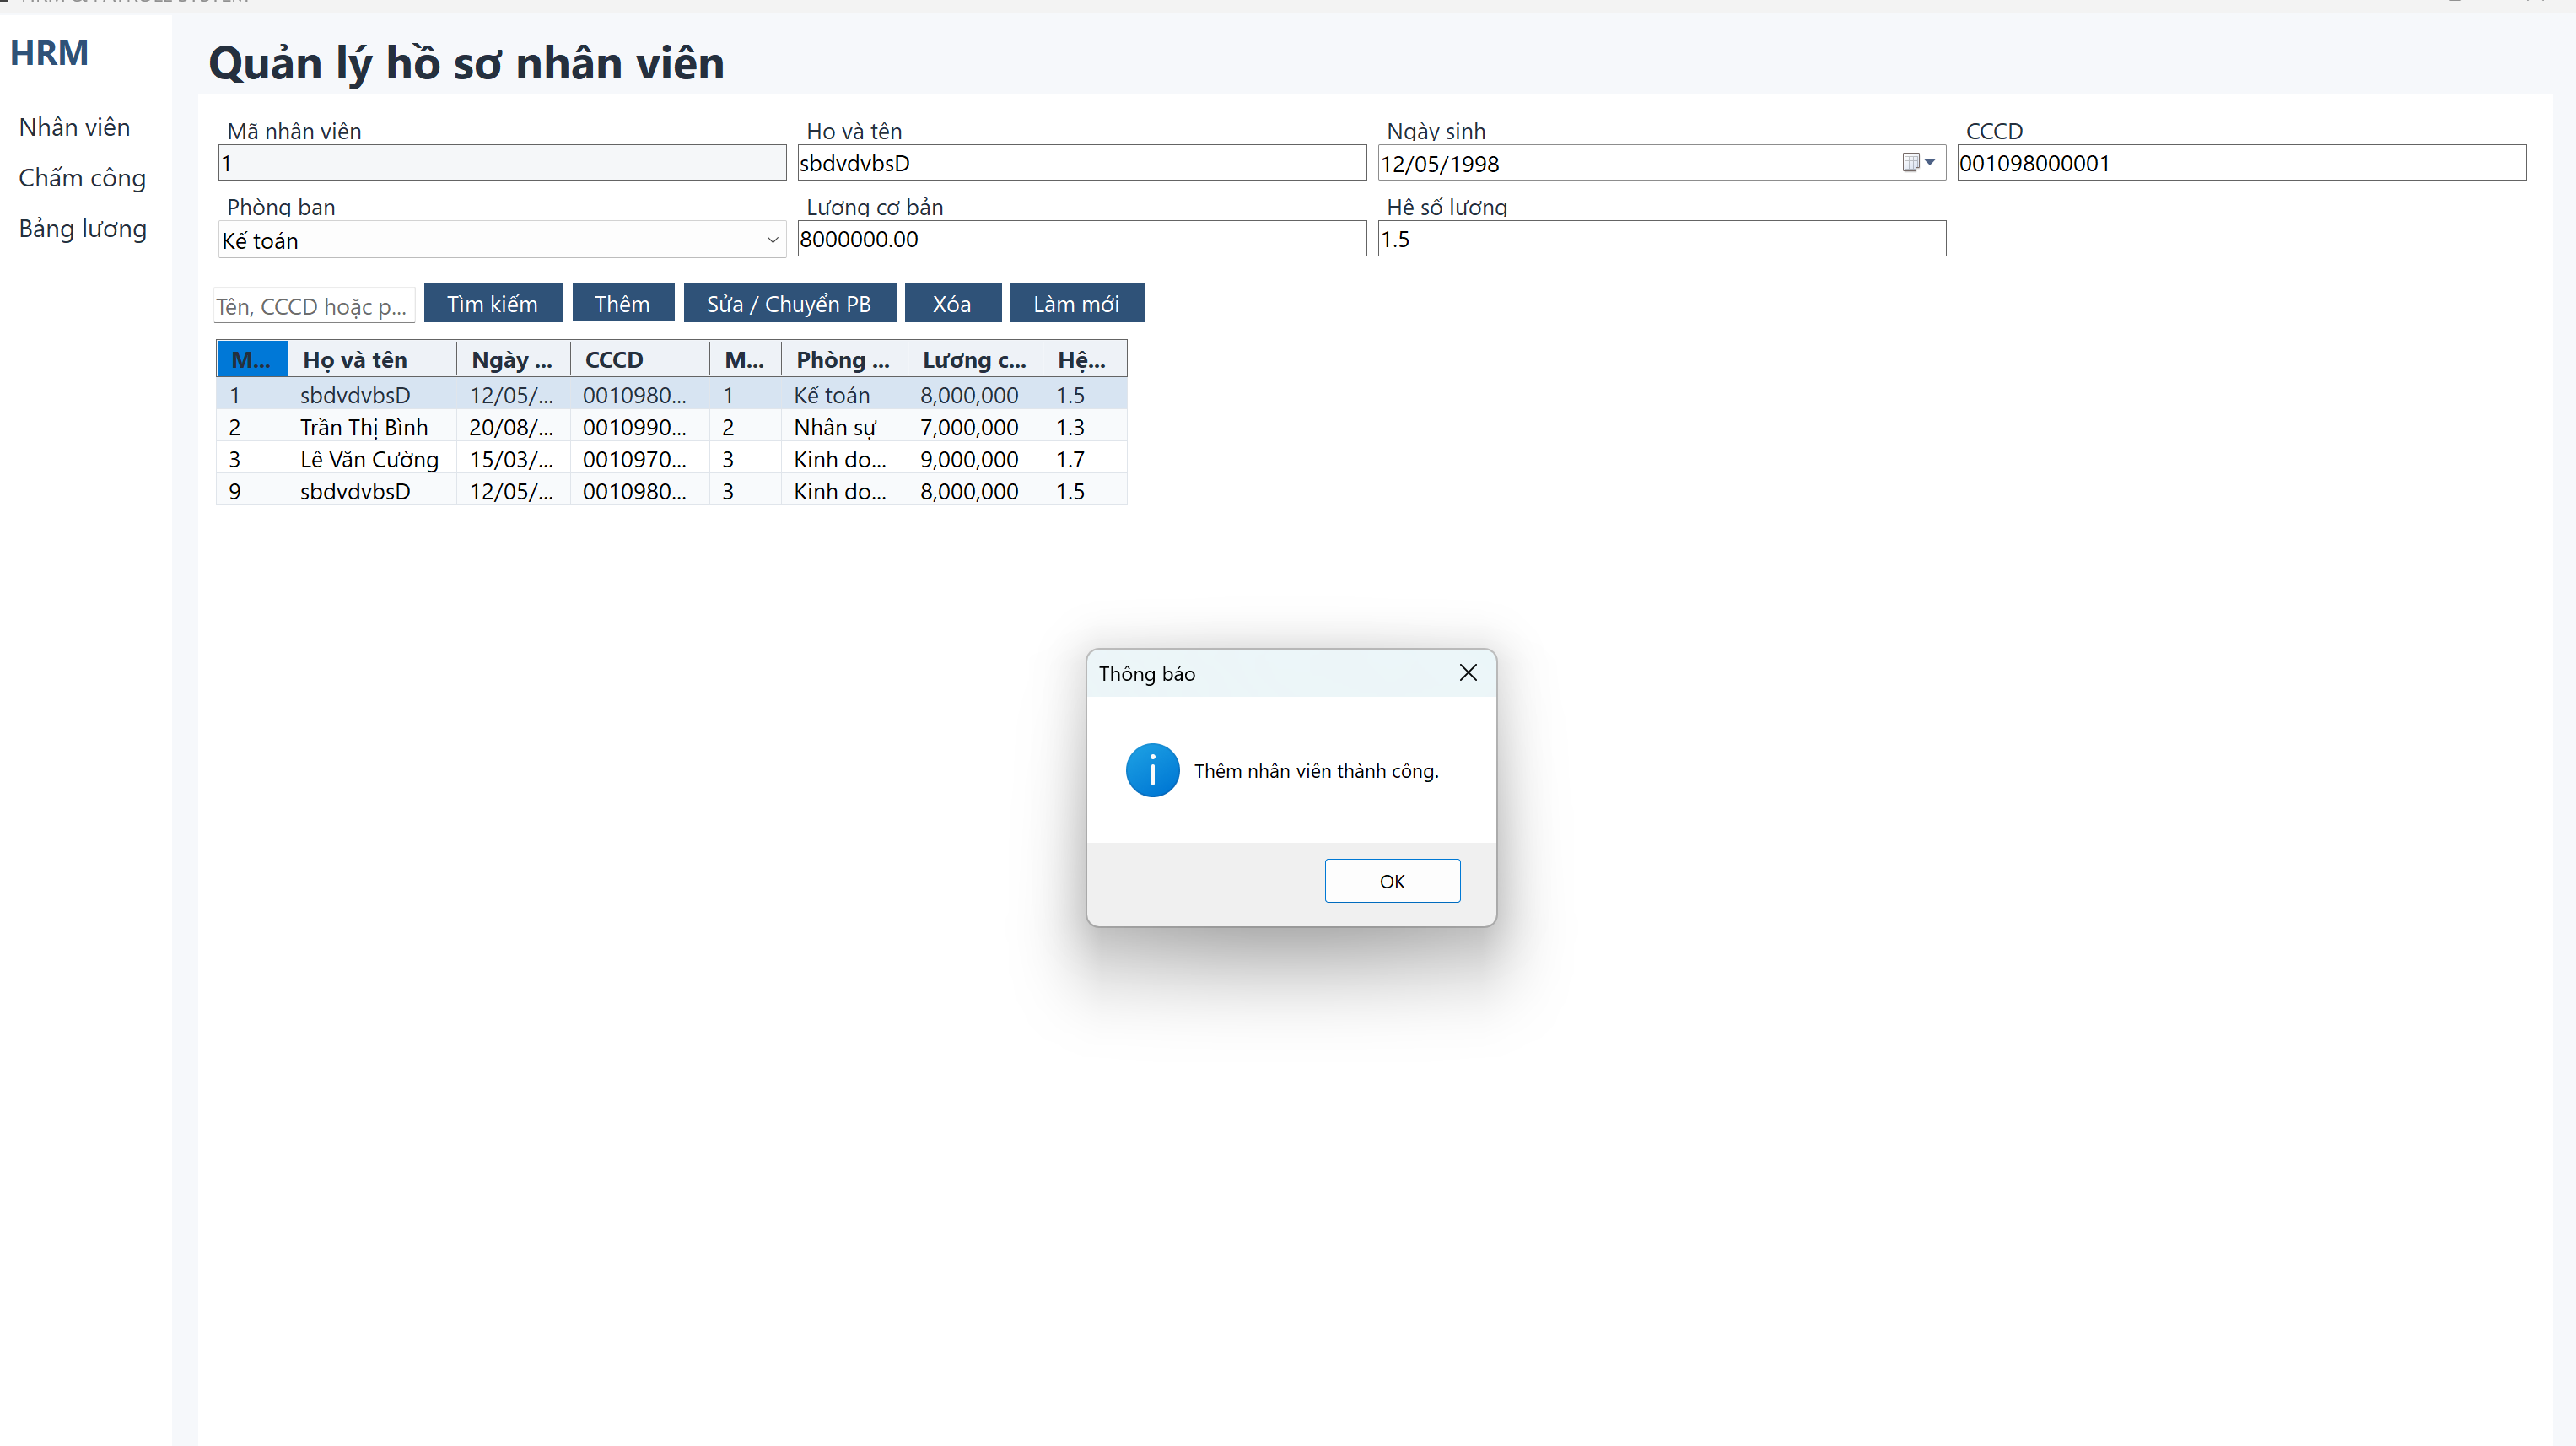 HRM
Nhân viên
Chấm công
Bảng lương
Quản lý hồ sơ nhân viên
Mã nhân viên
Họ và tên
Ngày sinh
CCCD
1
sbdvdvbsD
12/05/1998
001098000001
Phòng ban
Lương cơ bản
Hệ số lương
Kế toán
8000000.00
1.5
Tên, CCCD hoặc p...
Tìm kiếm
Thêm
Sửa / Chuyển PB
Xóa
Làm mới
M... Họ và tên Ngày ... CCCD M... Phòng ... Lương c... Hệ...
1 sbdvdvbsD 12/05/... 0010980... 1 Kế toán 8,000,000 1.5
2 Trần Thị Bình 20/08/... 0010990... 2 Nhân sự 7,000,000 1.3
3 Lê Văn Cường 15/03/... 0010970... 3 Kinh do... 9,000,000 1.7
9 sbdvdvbsD 12/05/... 0010980... 3 Kinh do... 8,000,000 1.5
Thông báo
Thêm nhân viên thành công.
OK